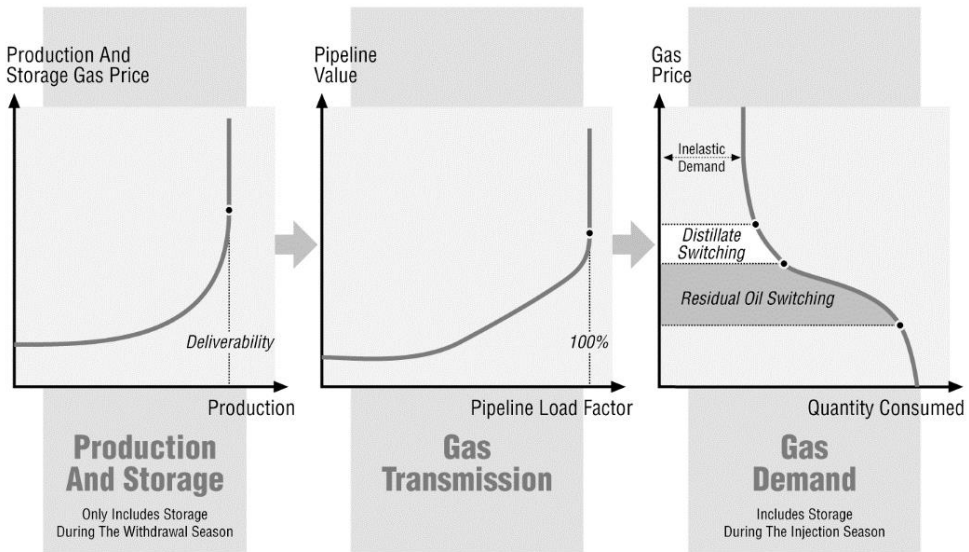 Production And
Storage Gas Price
Deliverability
Production
Production
And Storage
Only Includes Storage
During The Withdrawal Season
Pipeline
Value
100%
Pipeline Load Factor
Gas
Transmission
Gas
Price
Inelastic
Demand
Distillate
Switching
Residual Oil Switching
Quantity Consumed
Gas
Demand
Includes Storage
During The Injection Season